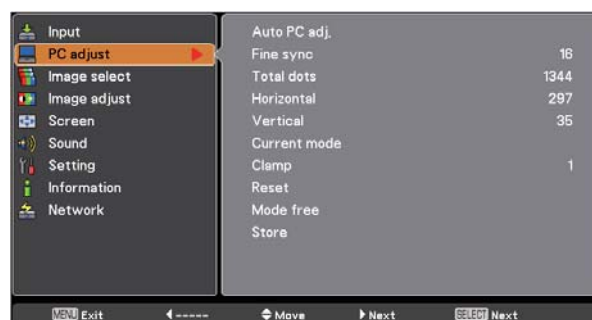 Input
PC adjust
Image select
Image adjust
Screen
Sound
Setting
Information
Network
Auto PC adj.
Fine sync 16
Total dots 1344
Horizontal 297
Vertical 35
Current mode
Clamp 1
Reset
Mode free
Store
MENU Exit ----- Move Next SELECT Next